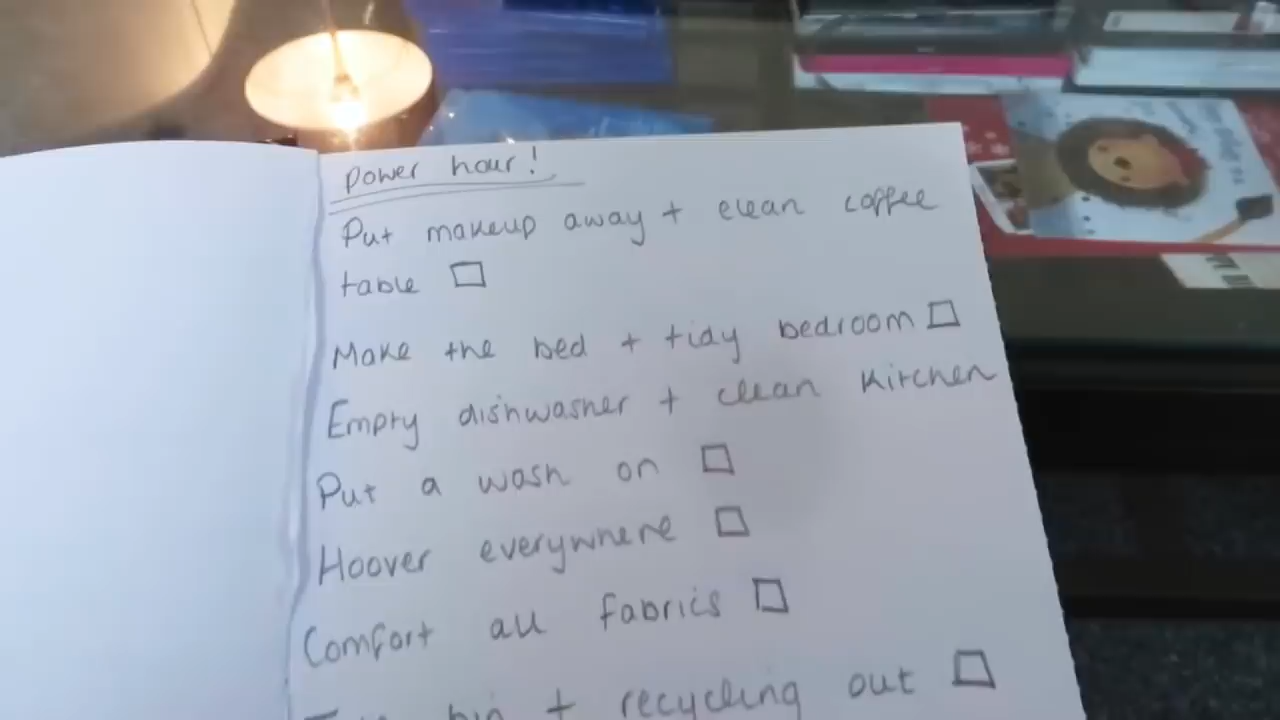 power hour!
Put makeup away + clean coffee
table
Make the bed + tidy bedroom
Empty dishwasher + clean kitchen
Put a wash on
Hoover everywhere
Comfort all fabrics
bin + recycling out